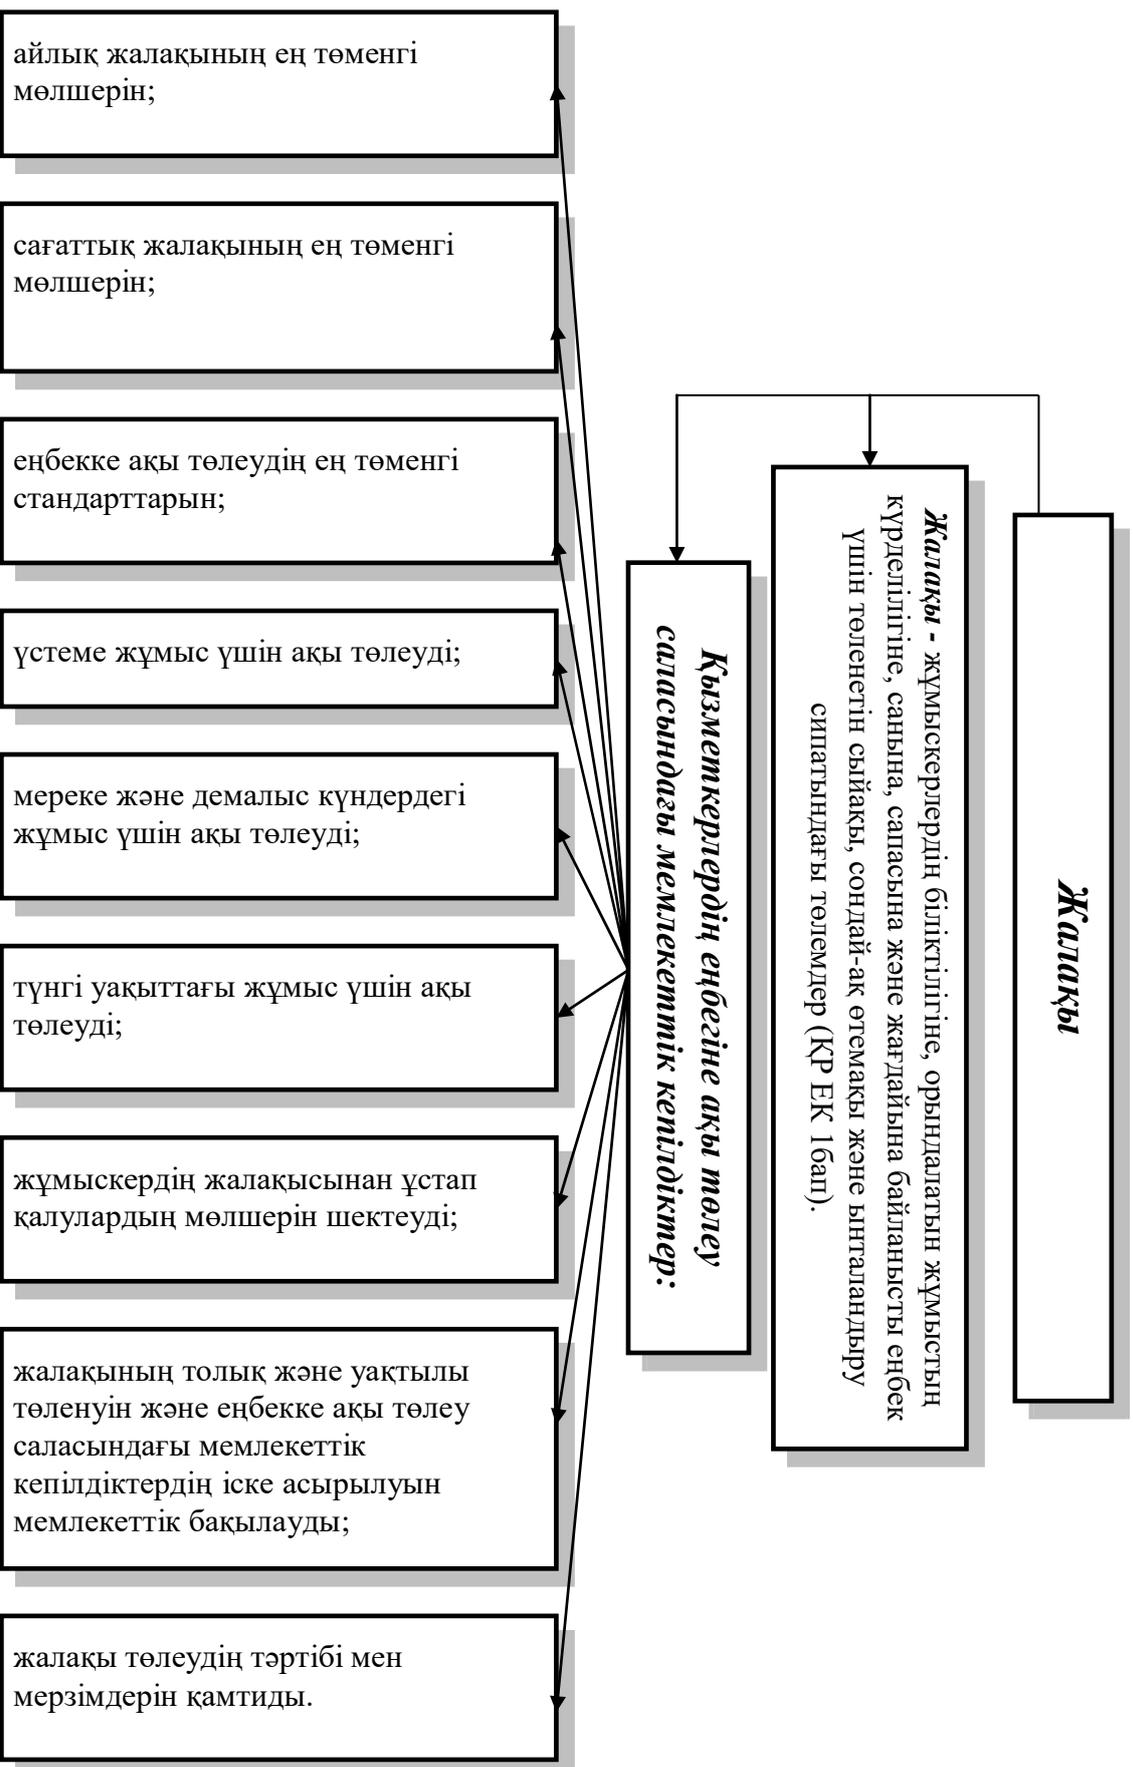 Жалақы
Жалақы - жұмыскерлердің біліктілігіне, орындалатын жұмыстың
күрделілігіне, санына, сапасына және жағдайына байланысты еңбек
үшін төленетін сыйақы, сондай-ақ өтемақы және ынталандыру
сипатындағы төлемдер (ҚР ЕК 1бап).
Қызметкерлердің еңбегіне ақы төлеу
саласындағы мемлекеттік кепілдіктер:
айлық жалақының ең төменгі
мөлшерін;
сағаттық жалақының ең төменгі
мөлшерін;
еңбекке ақы төлеудің ең төменгі
стандарттарын;
үстеме жұмыс үшін ақы төлеуді;
мереке және демалыс күндердегі
жұмыс үшін ақы төлеуді;
түнгі уақыттағы жұмыс үшін ақы
төлеуді;
жұмыскердің жалақысынан ұстап
қалулардың мөлшерін шектеуді;
жалақының толық және уақтылы
төленуін және еңбекке ақы төлеу
саласындағы мемлекеттік
кепілдіктердің іске асырылуын
мемлекеттік бақылауды;
жалақы төлеудің тәртібі мен
мерзімдерін қамтиды.